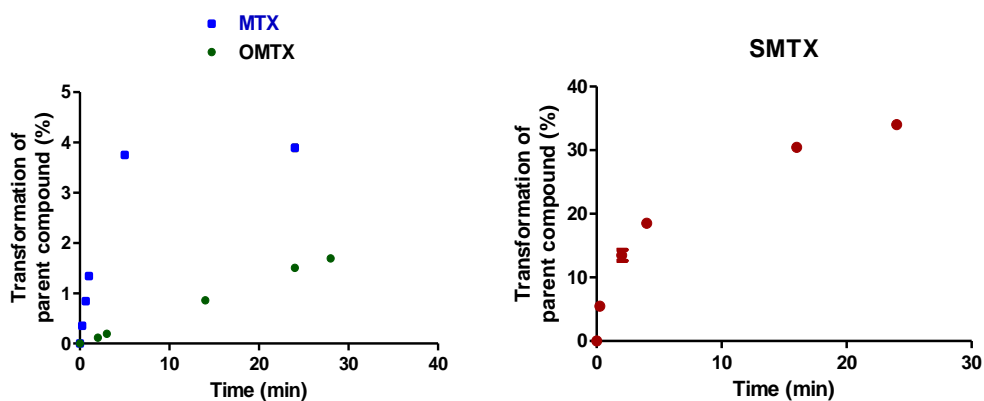 MTX
OMTX
Transformation of
parent compound (%)
5
4
3
2
1
0
0 10 20 30 40
Time (min)
SMTX
Transformation of
parent compound (%)
40
30
20
10
0
0 10 20 30
Time (min)